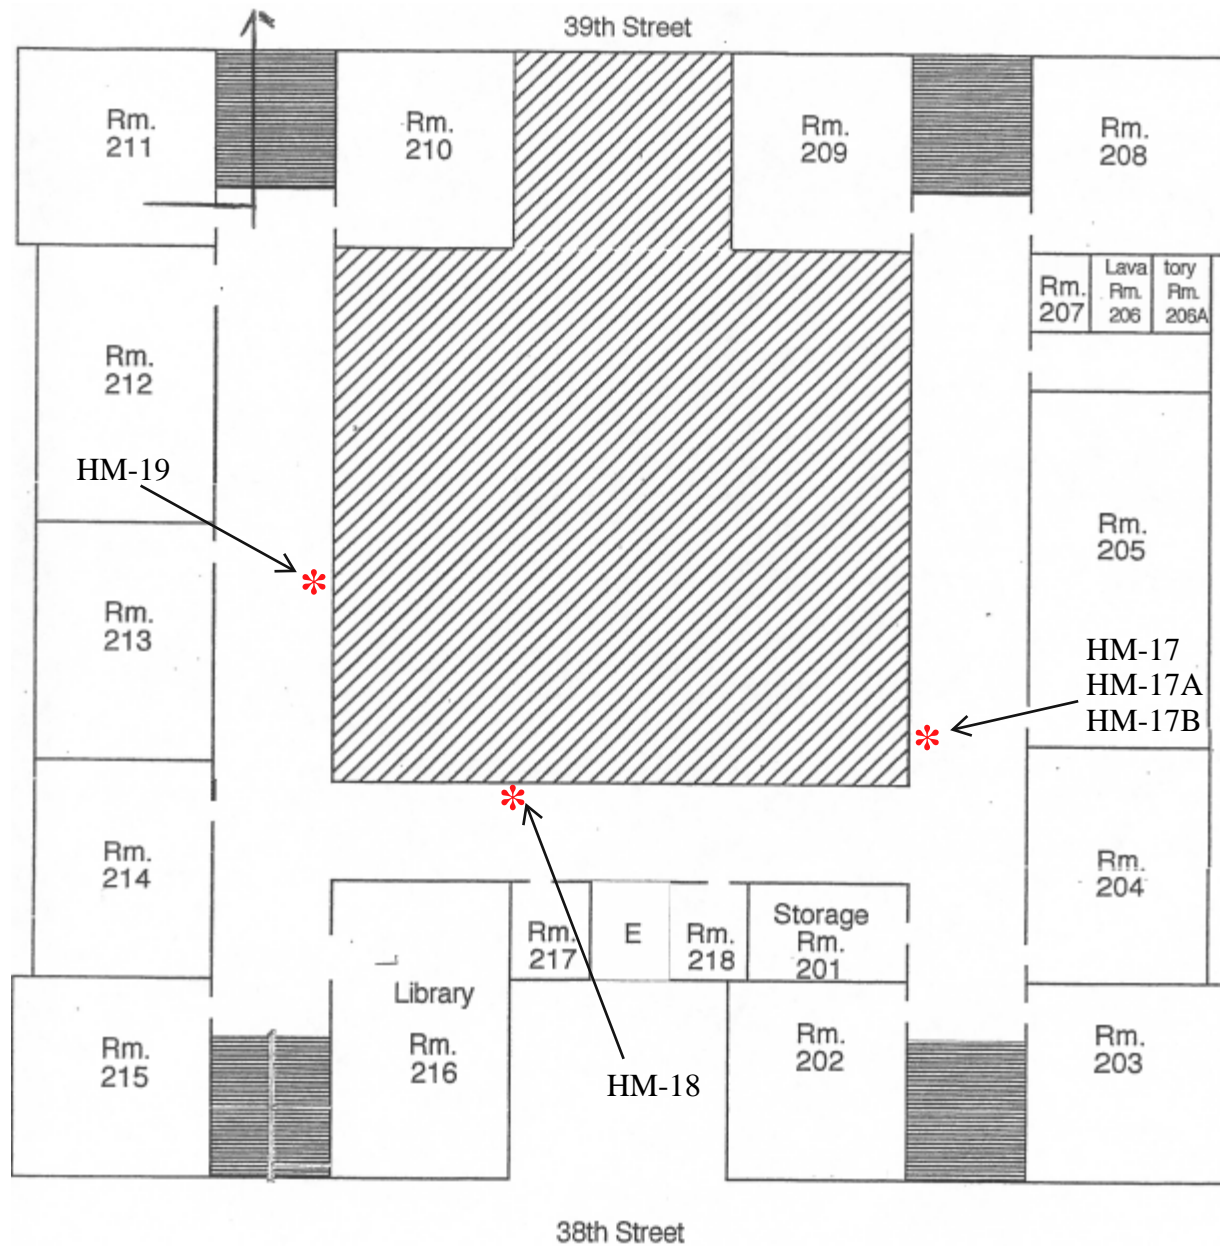 39th Street
Rm.
211
Rm.
210
Rm.
209
Rm.
208
Rm.
207
Lava
Rm.
206
tory
Rm.
206A
Rm.
212
HM-19
Rm.
205
Rm.
213
HM-17
HM-17A
HM-17B
Rm.
214
Rm.
204
Rm.
217
E
Rm.
218
Storage
Rm.
201
Library
Rm.
216
Rm.
215
Rm.
202
Rm.
203
HM-18
38th Street